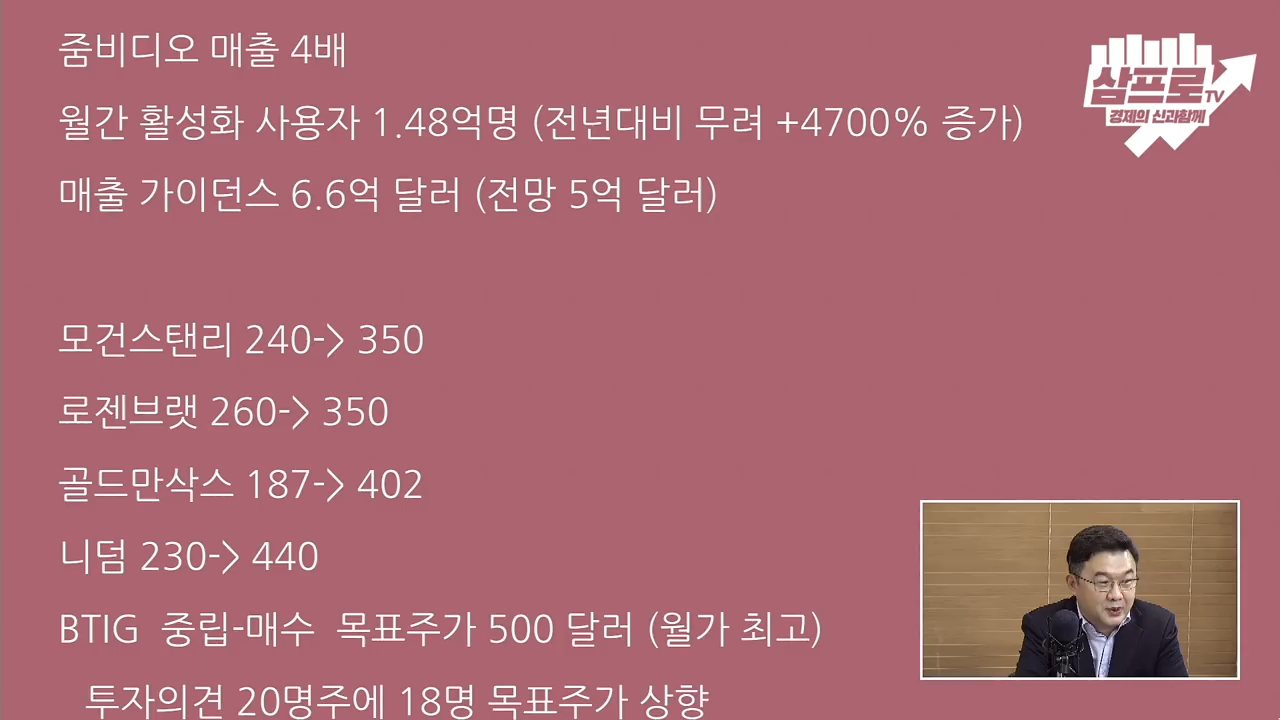 줌비디오 매출 4배
월간 활성화 사용자 1.48억명 (전년대비 무려 +4700% 증가)
매출 가이던스 6.6억 달러 (전망 5억 달러)
삼프로TV
경제의 신과함께
모건스탠리 240-> 350
로젠브랫 260-> 350
골드만삭스 187-> 402
니덤 230-> 440
BTIG 중립-매수 목표주가 500 달러 (월가 최고)
투자의견 20명주에 18명 목표주가 상향